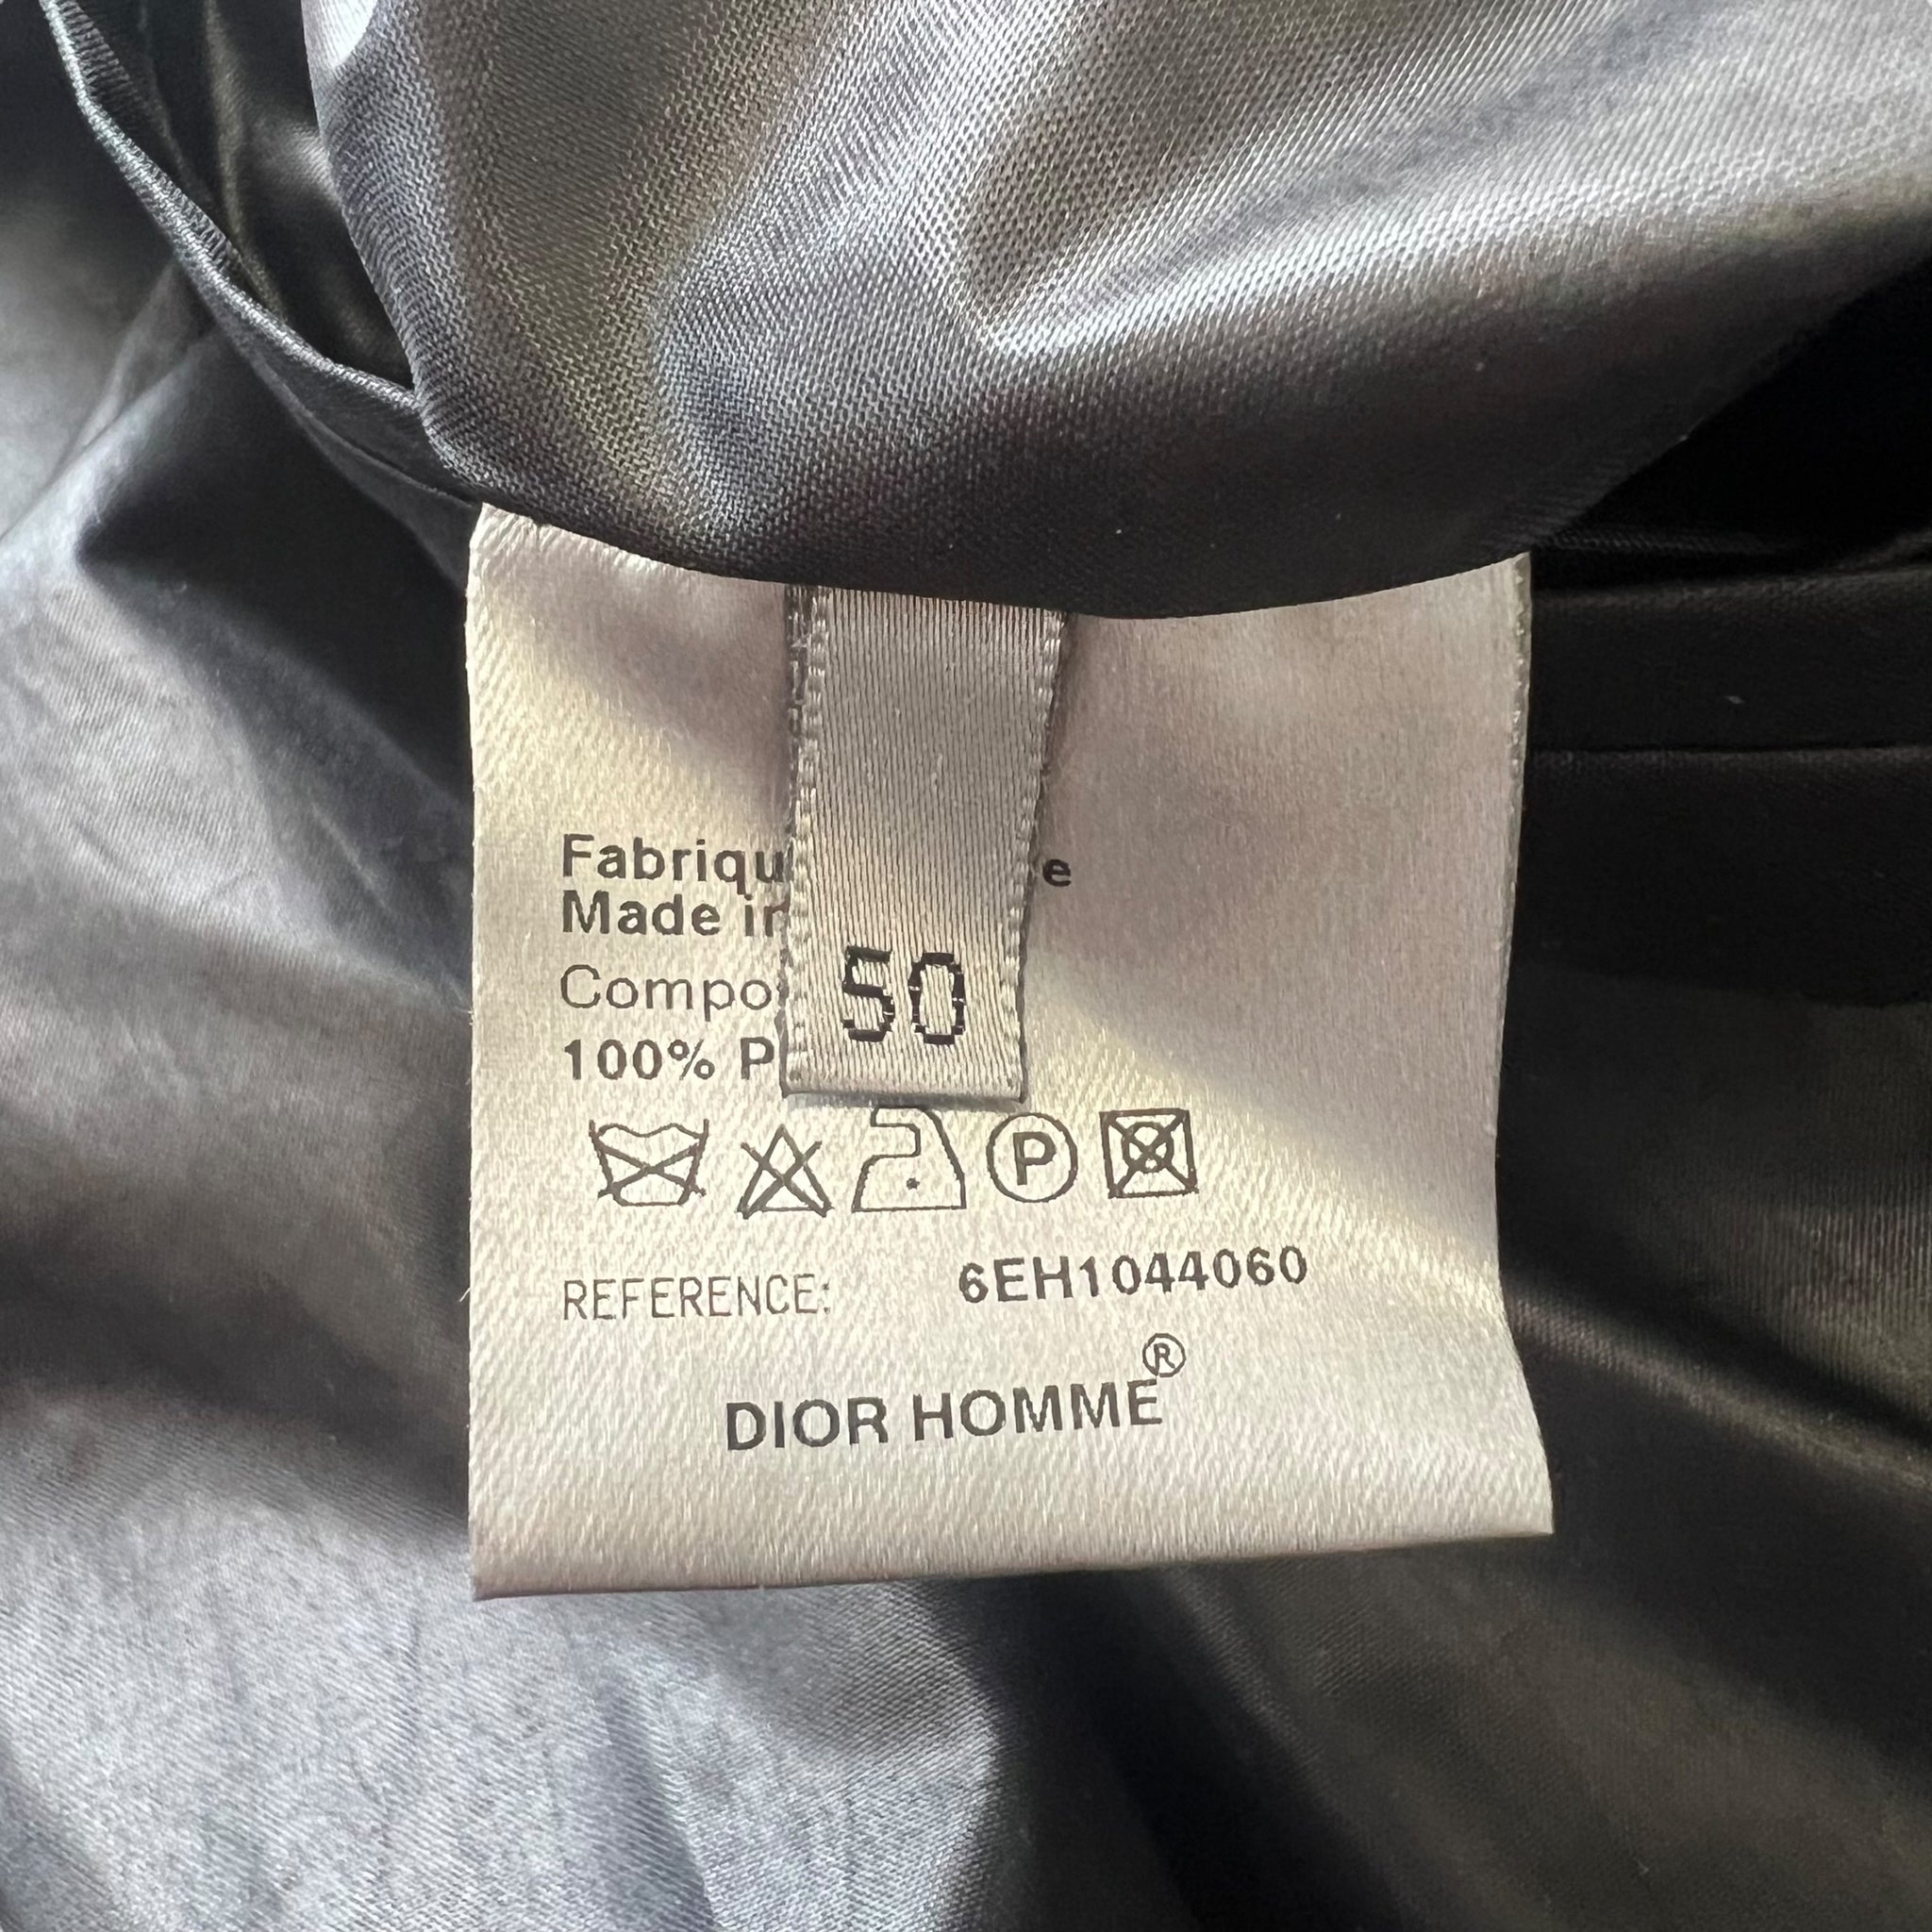 Fabriqu e
Made in
Compo
100% P
50
P
REFERENCE: 6EH1044060
DIOR HOMME®